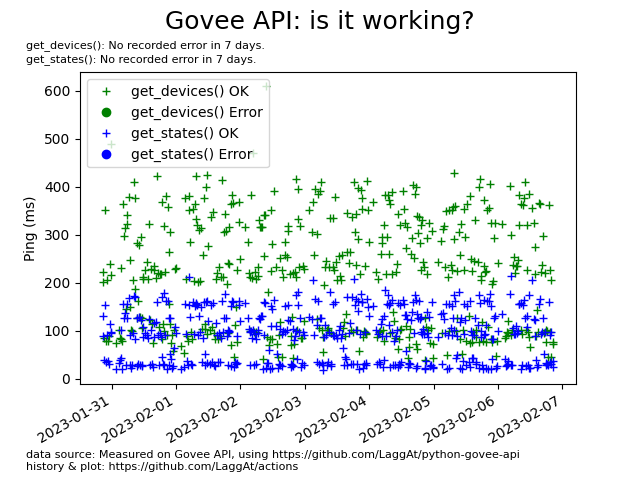 Govee API: is it working?
get_devices(): No recorded error in 7 days.
get_states(): No recorded error in 7 days.
get_devices() OK
get_devices() Error
get_states() OK
get_states() Error
Ping (ms)
600
500
400
300
200
100
0
2023-01-31
2023-02-01
2023-02-02
2023-02-03
2023-02-04
2023-02-05
2023-02-06
2023-02-07
data source: Measured on Govee API, using https://github.com/LaggAt/python-govee-api
history & plot: https://github.com/LaggAt/actions